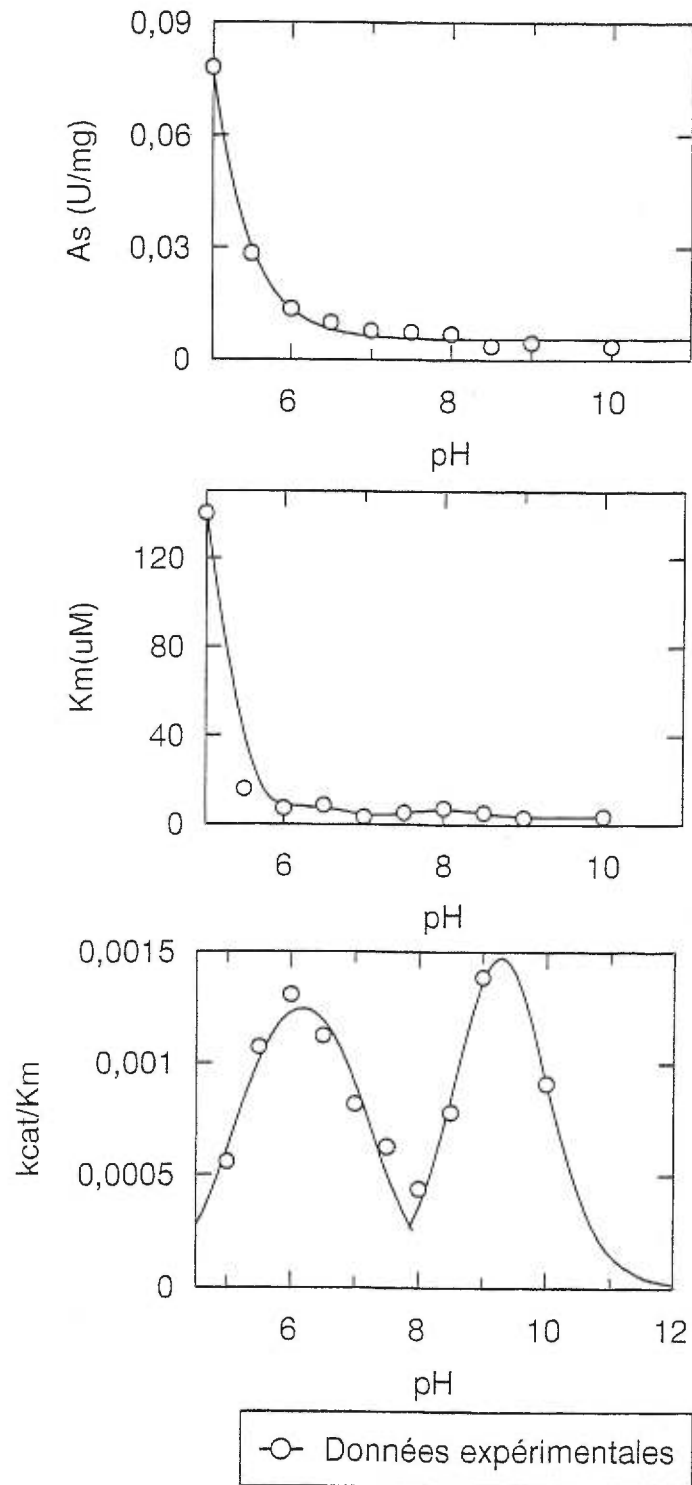 0,09
0,06
0,03
0
As (U/mg)
6 8 10
pH
120
80
40
0
Km(uM)
6 8 10
pH
0,0015
0,001
0,0005
0
kcat/Km
6 8 10 12
pH
Données expérimentales